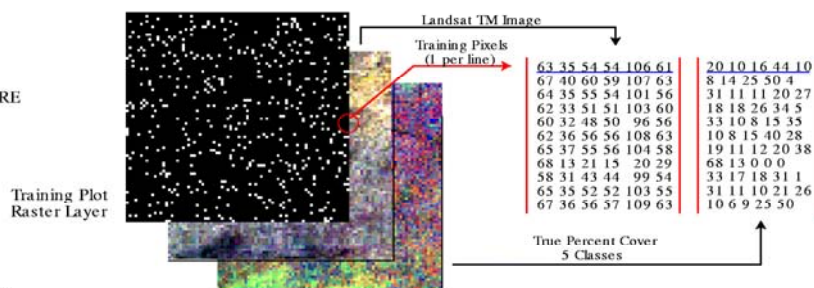 Landsat TM Image
Training Pixels
(1 per line)
RE
Training Plot
Raster Layer
63 35 54 54 106 61
67 40 60 59 107 63
64 35 55 54 101 56
62 33 51 51 103 60
60 32 48 50 96 56
62 36 56 56 108 63
65 37 55 56 104 58
68 13 21 15 20 29
58 31 43 44 99 54
65 35 52 52 103 55
67 36 56 57 109 63
20 10 16 44 10
8 14 25 50 4
31 11 11 20 27
18 18 26 34 5
33 10 8 15 35
10 8 15 40 28
19 11 12 20 38
68 13 0 0 0
33 17 18 31 1
31 11 10 21 26
10 6 9 25 50
True Percent Cover
5 Classes